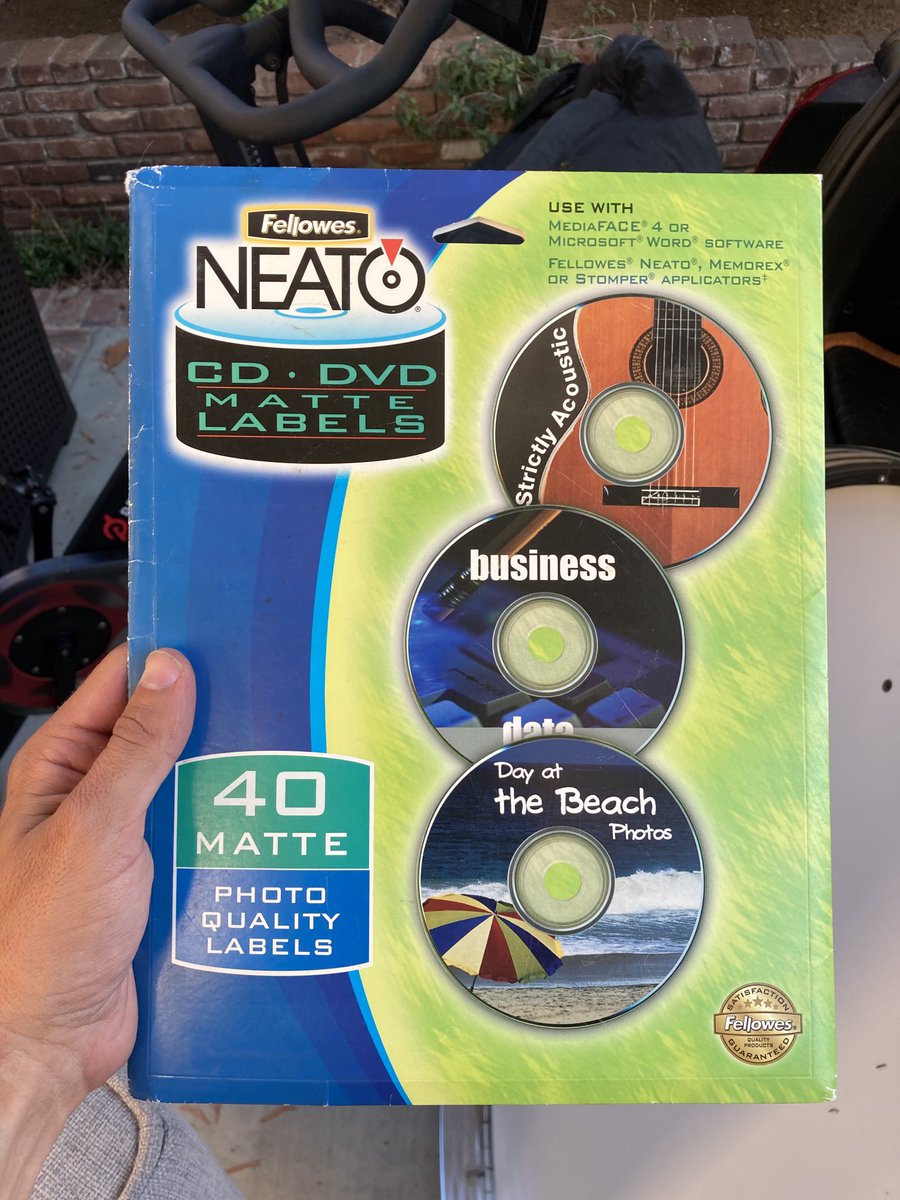 Fellowes®
NEATO®
CD · DVD
MATTE
LABELS
USE WITH
MEDIAFACE® 4 OR
MICROSOFT® WORD® SOFTWARE
FELLOWES® NEATO®, MEMOREX®
OR STOMPER® APPLICATORS‡
Strictly Acoustic
business
data
Day at
the Beach
Photos
40
MATTE
PHOTO
QUALITY
LABELS
SATISFACTION
Fellowes®
QUALITY
PRODUCTS
GUARANTEED